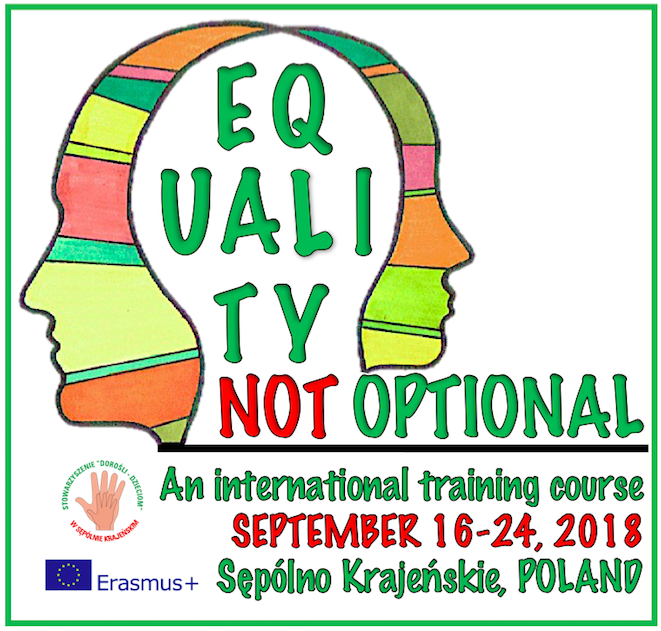 EQ
UALI
TY
NOT OPTIONAL
STOWARZYSZENIE "DOROŚLI - DZIECIOM"
W SĘPÓLNIE KRAJEŃSKIM
An international training course
SEPTEMBER 16-24, 2018
Sępólno Krajeńskie, POLAND
Erasmus+